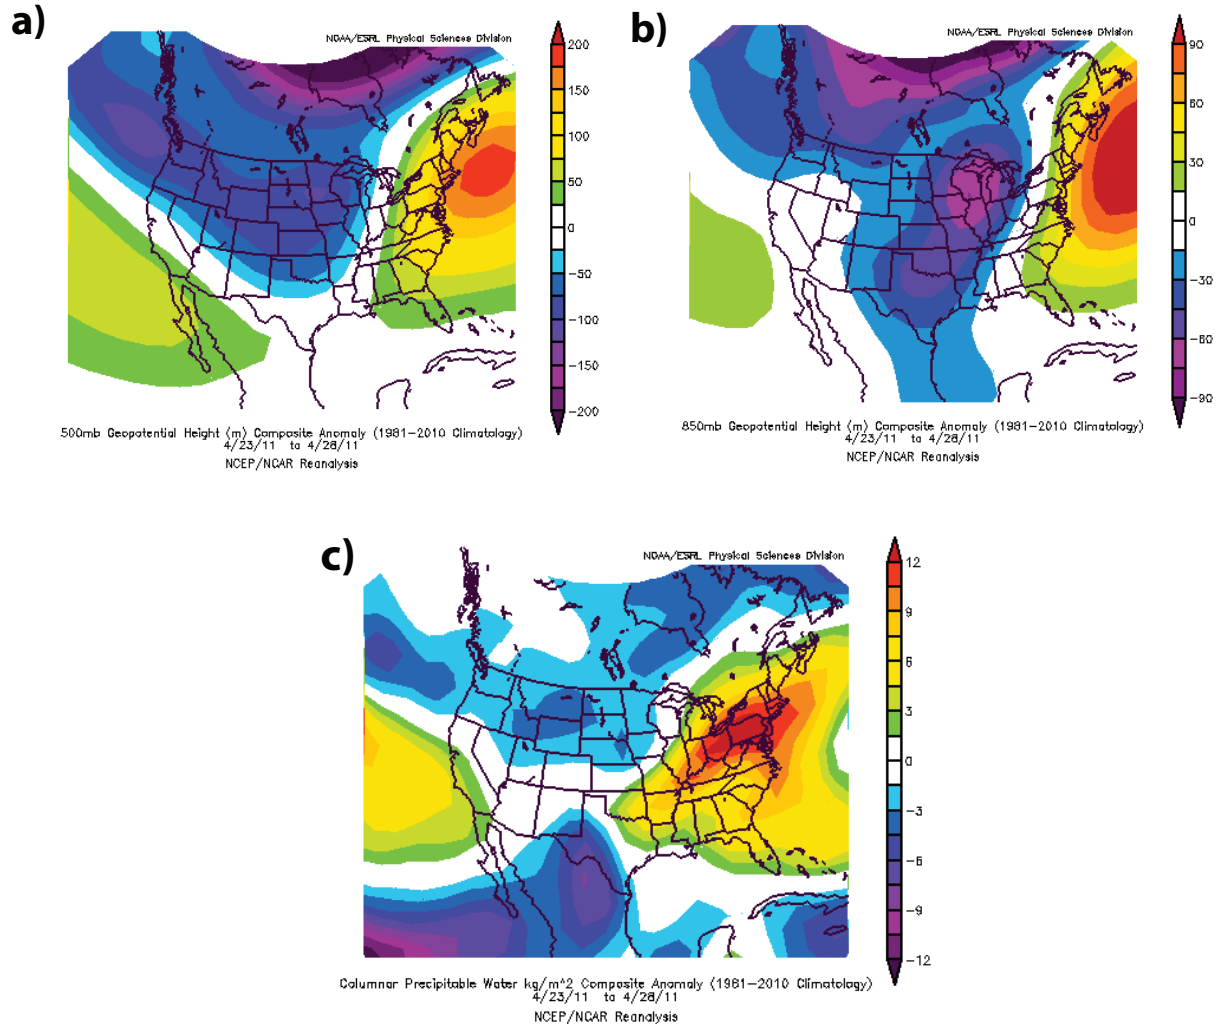 a)
NOAA/ESRL Physical Sciences Division
200
150
100
50
0
-50
-100
-150
-200
500mb Geopotential Height (m) Composite Anomaly (1981-2010 Climatology)
4/23/11 to 4/28/11
NCEP/NCAR Reanalysis
b)
NOAA/ESRL Physical Sciences Division
90
60
30
0
-30
-60
-90
850mb Geopotential Height (m) Composite Anomaly (1981-2010 Climatology)
4/23/11 to 4/28/11
NCEP/NCAR Reanalysis
c)
NOAA/ESRL Physical Sciences Division
12
9
6
3
0
-3
-6
-9
-12
Columnar Precipitable Water kg/m^2 Composite Anomaly (1981-2010 Climatology)
4/23/11 to 4/28/11
NCEP/NCAR Reanalysis